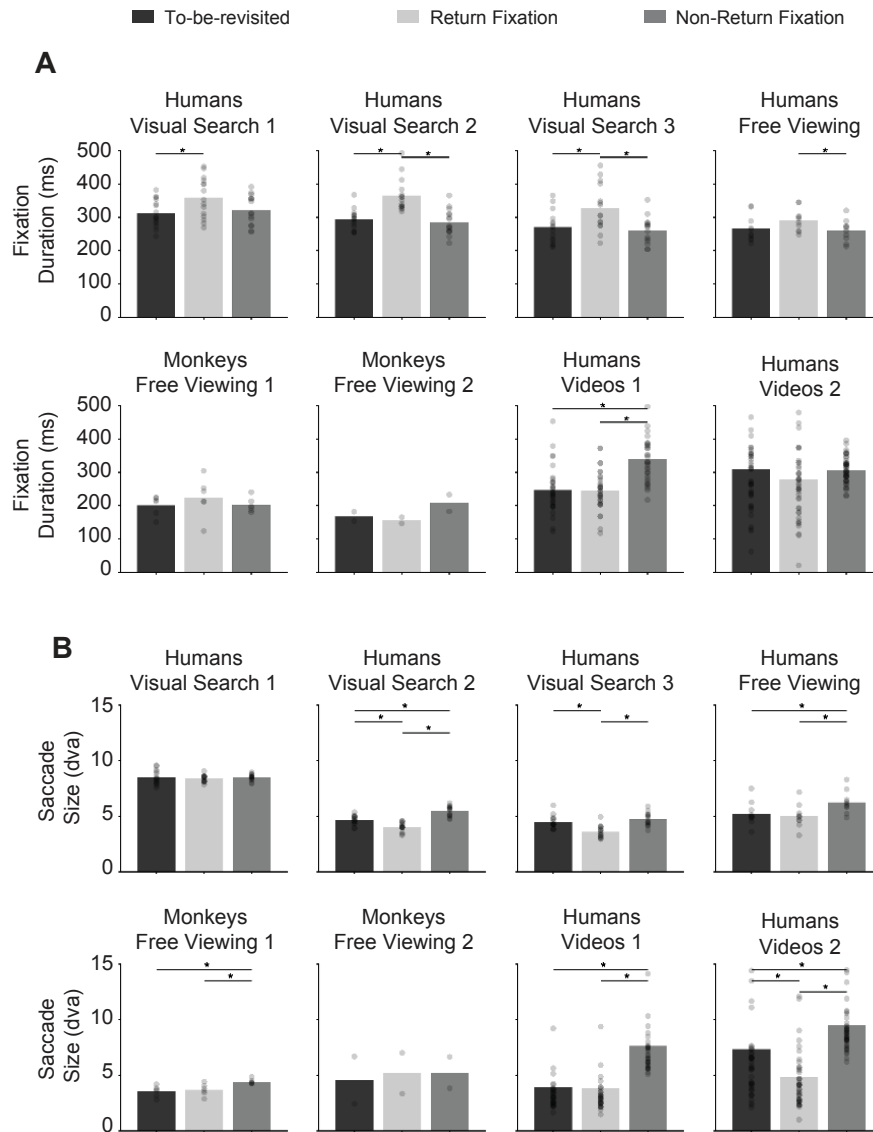 To-be-revisited Return Fixation Non-Return Fixation
A
Humans Humans Humans Humans
Visual Search 1 Visual Search 2 Visual Search 3 Free Viewing
Fixation
Duration (ms)
500
400
300
200
100
0
* * * * * *
Monkeys Monkeys Humans Humans
Free Viewing 1 Free Viewing 2 Videos 1 Videos 2
Fixation
Duration (ms)
500
400
300
200
100
0
* *
B
Humans Humans Humans Humans
Visual Search 1 Visual Search 2 Visual Search 3 Free Viewing
Saccade
Size (dva)
15
10
5
0
* * * * * * *
Monkeys Monkeys Humans Humans
Free Viewing 1 Free Viewing 2 Videos 1 Videos 2
Saccade
Size (dva)
15
10
5
0
* * * * * * *